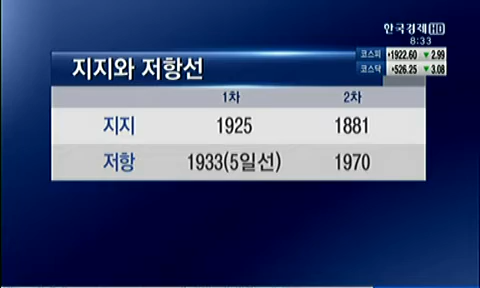 한국경제 HD
8:33
코스피 1922.60 ▼ 2.99
코스닥 526.25 ▼ 3.08
지지와 저항선
1차 2차
지지 1925 1881
저항 1933(5일선) 1970